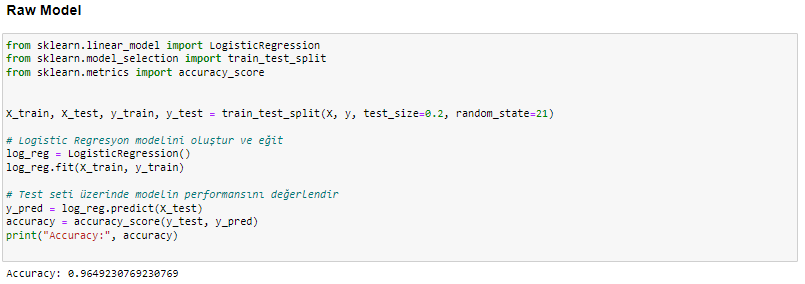 Raw Model
from sklearn.linear_model import LogisticRegression
from sklearn.model_selection import train_test_split
from sklearn.metrics import accuracy_score
X_train, X_test, y_train, y_test = train_test_split(X, y, test_size=0.2, random_state=21)
# Logistic Regresyon modelini oluştur ve eğit
log_reg = LogisticRegression()
log_reg.fit(X_train, y_train)
# Test seti üzerinde modelin performansını değerlendir
y_pred = log_reg.predict(X_test)
accuracy = accuracy_score(y_test, y_pred)
print("Accuracy:", accuracy)
Accuracy: 0.9649230769230769